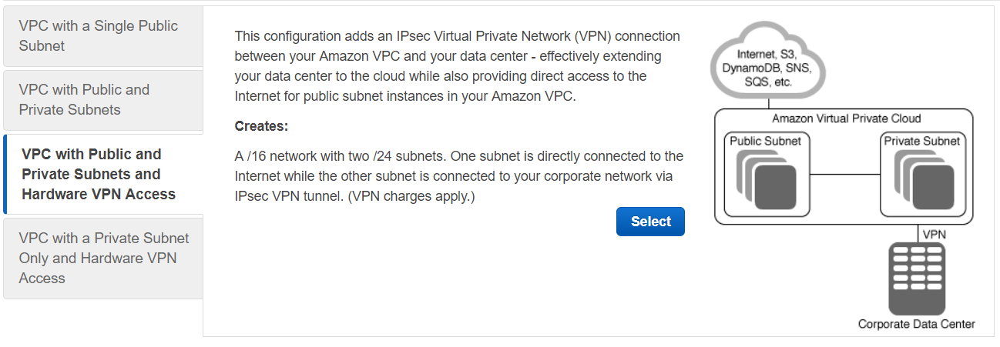 VPC with a Single Public
Subnet
VPC with Public and
Private Subnets
VPC with Public and
Private Subnets and
Hardware VPN Access
VPC with a Private Subnet
Only and Hardware VPN
Access
This configuration adds an IPsec Virtual Private Network (VPN) connection
between your Amazon VPC and your data center - effectively extending
your data center to the cloud while also providing direct access to the
Internet for public subnet instances in your Amazon VPC.
Creates:
A /16 network with two /24 subnets. One subnet is directly connected to the
Internet while the other subnet is connected to your corporate network via
IPsec VPN tunnel. (VPN charges apply.)
Select
Internet, S3,
DynamoDB, SNS,
SQS, etc.
Amazon Virtual Private Cloud
Public Subnet
Private Subnet
VPN
Corporate Data Center